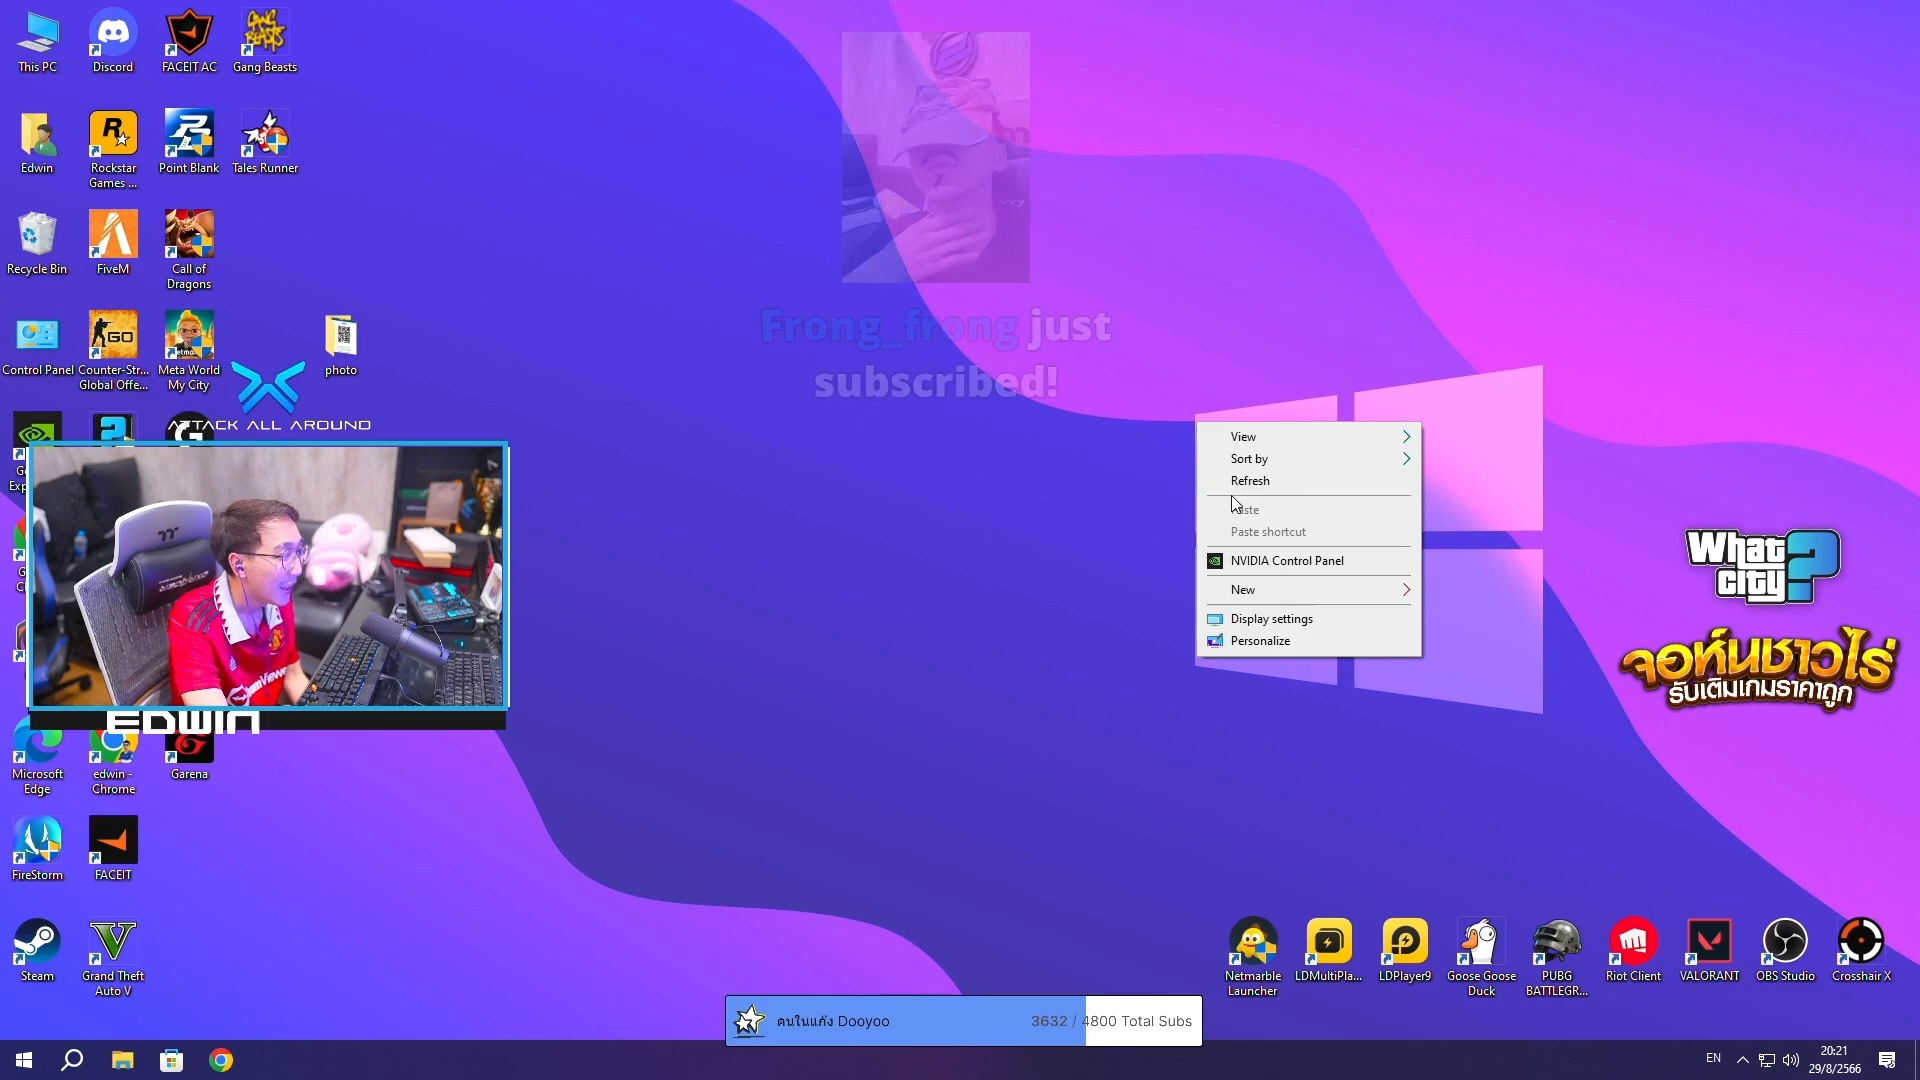 This PC
Discord
FACEIT AC
Gang Beasts
GANG
BEASTS
Edwin
Rockstar
Games ...
Point Blank
Tales Runner
Recycle Bin
FiveM
Call of
Dragons
Control Panel
Counter-Str...
Global Offe...
Meta World
My City
photo
GO
ATTACK ALL AROUND
Frong_frong just
subscribed!
View
Sort by
Refresh
Paste shortcut
NVIDIA Control Panel
New
Display settings
Personalize
What
city?
จอห์นชาวไร่
รับเติมเกมราคาถูก
EDWIN
Microsoft
Edge
edwin -
Chrome
Garena
FireStorm
FACEIT
Steam
Grand Theft
Auto V
Netmarble
Launcher
LDMultiPla...
LDPlayer9
Goose Goose
Duck
PUBG
BATTLEGR...
Riot Client
VALORANT
OBS Studio
Crosshair X
คนในแก๊ง Dooyoo
3632 / 4800 Total Subs
EN
20:21
29/8/2566